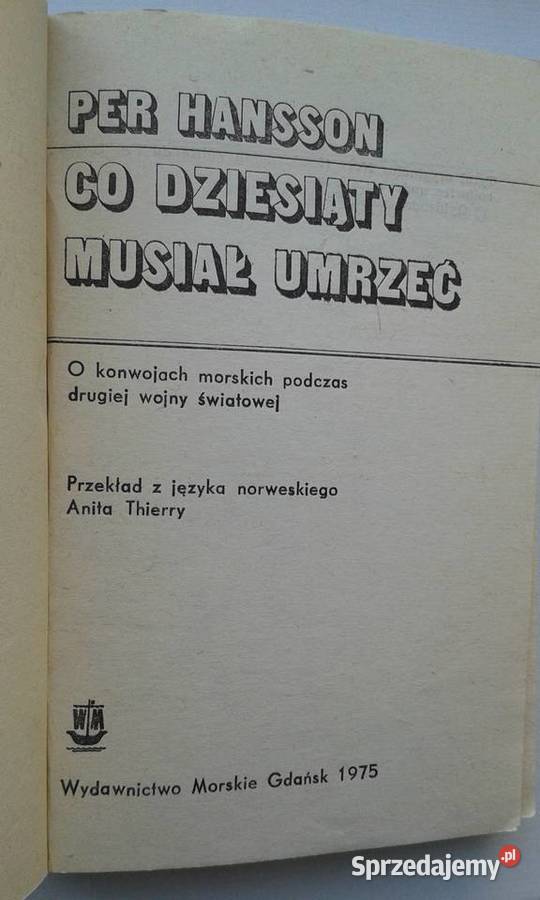 PER HANSSON
CO DZIESIĄTY
MUSIAŁ UMRZEĆ
O konwojach morskich podczas
drugiej wojny światowej
Przekład z języka norweskiego
Anita Thierry
WM
Wydawnictwo Morskie Gdańsk 1975
Sprzedajemy.pl